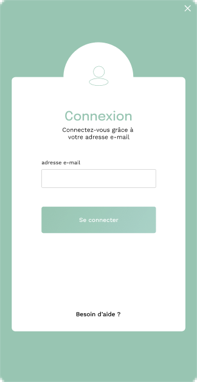 Connexion
Connectez-vous grâce à
votre adresse e-mail
adresse e-mail
Se connecter
Besoin d'aide ?